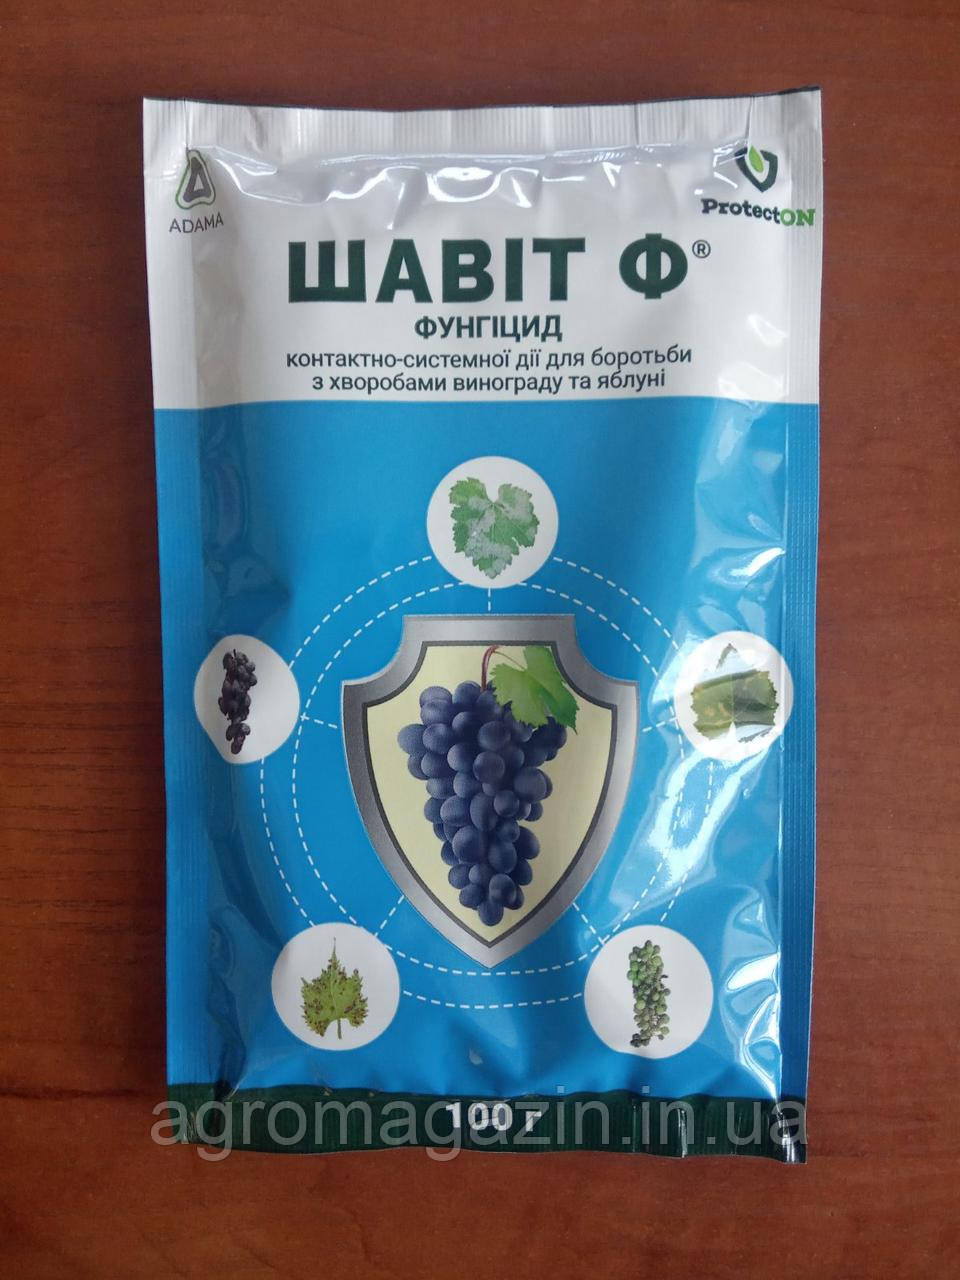 ADAMA
ProtectON
ШАВІТ Ф®
ФУНГІЦИД
контактно-системної дії для боротьби
з хворобами винограду та яблуні
100 г
agromagazin.in.ua